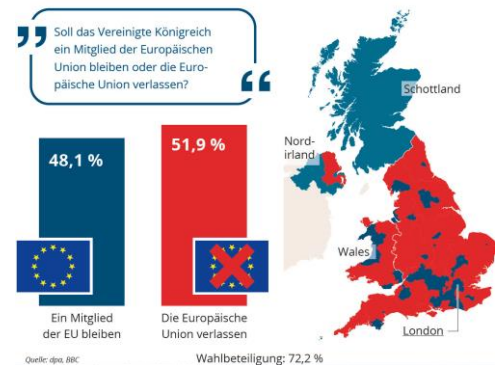 Soll das Vereinigte Königreich
ein Mitglied der Europäischen
Union bleiben oder die Euro-
päische Union verlassen?
Schottland
Nord-
irland
Wales
London
48,1 %
51,9 %
Ein Mitglied
der EU bleiben
Die Europäische
Union verlassen
Quelle: dpa, BBC
Wahlbeteiligung: 72,2 %